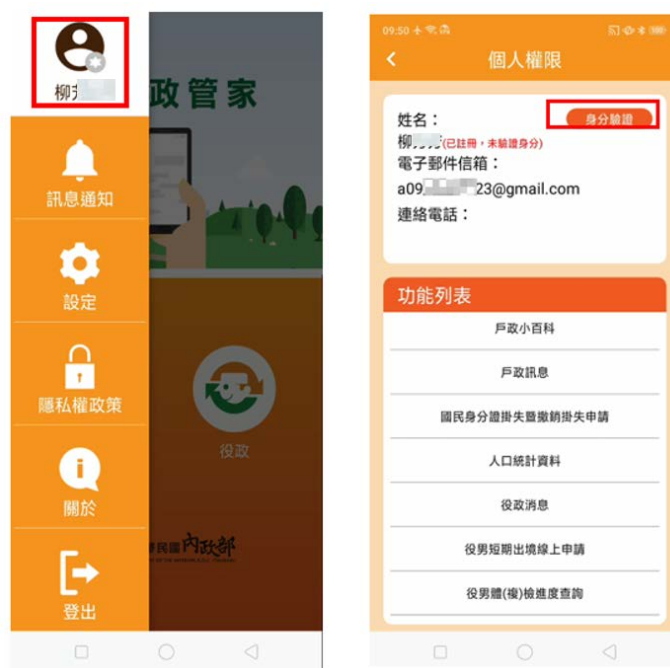 柳
政管家
訊息通知
設定
隱私權政策
關於
登出
役政
民國內政部
09:50
個人權限
姓名：
身分驗證
柳 (已註冊，未驗證身分)
電子郵件信箱：
a09 23@gmail.com
連絡電話：
功能列表
戶政小百科
戶政訊息
國民身分證掛失暨撤銷掛失申請
人口統計資料
役政消息
役男短期出境線上申請
役男體(複)檢進度查詢